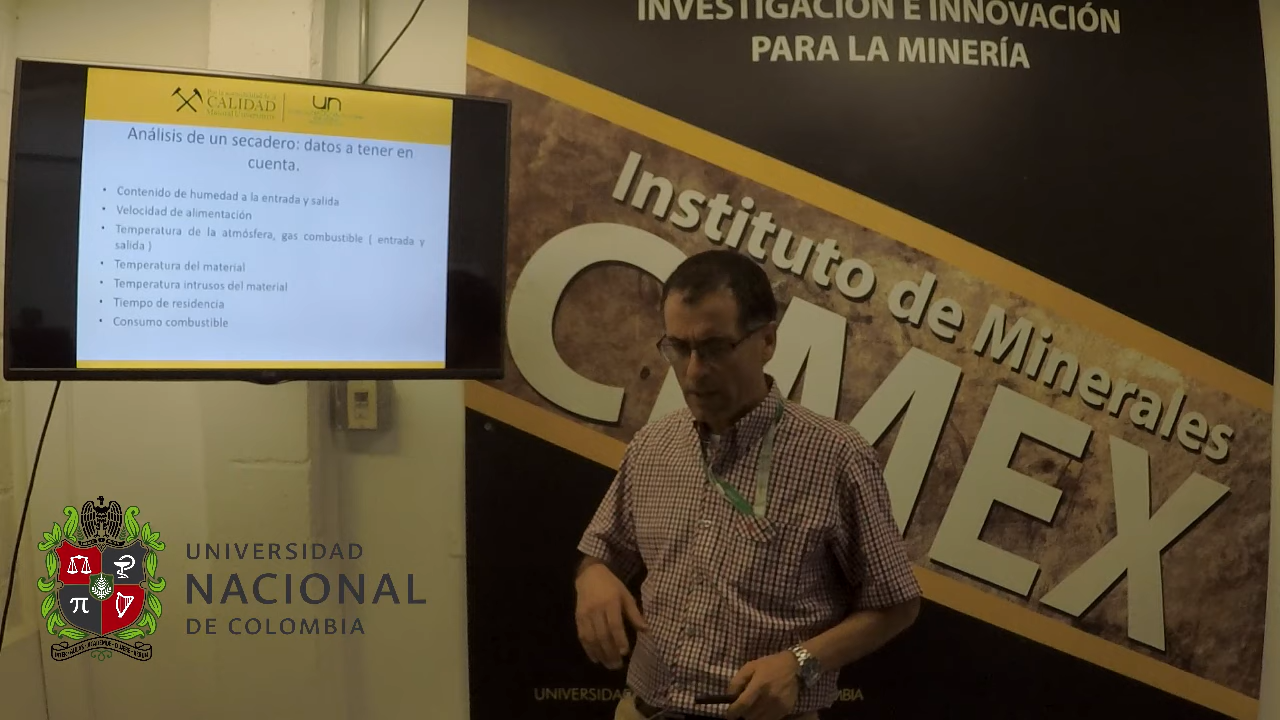 INVESTIGACIÓN E INNOVACIÓN
PARA LA MINERÍA
CALIDAD
un
Análisis de un secadero: datos a tener en
cuenta.
• Contenido de humedad a la entrada y salida
• Velocidad de alimentación
• Temperatura de la atmósfera, gas combustible ( entrada y
salida )
• Temperatura del material
• Temperatura intrusos del material
• Tiempo de residencia
• Consumo combustible
Instituto de Minerales
CIMEX
UNIVERSIDAD
NACIONAL
DE COLOMBIA
π
UNIVERSIDAD